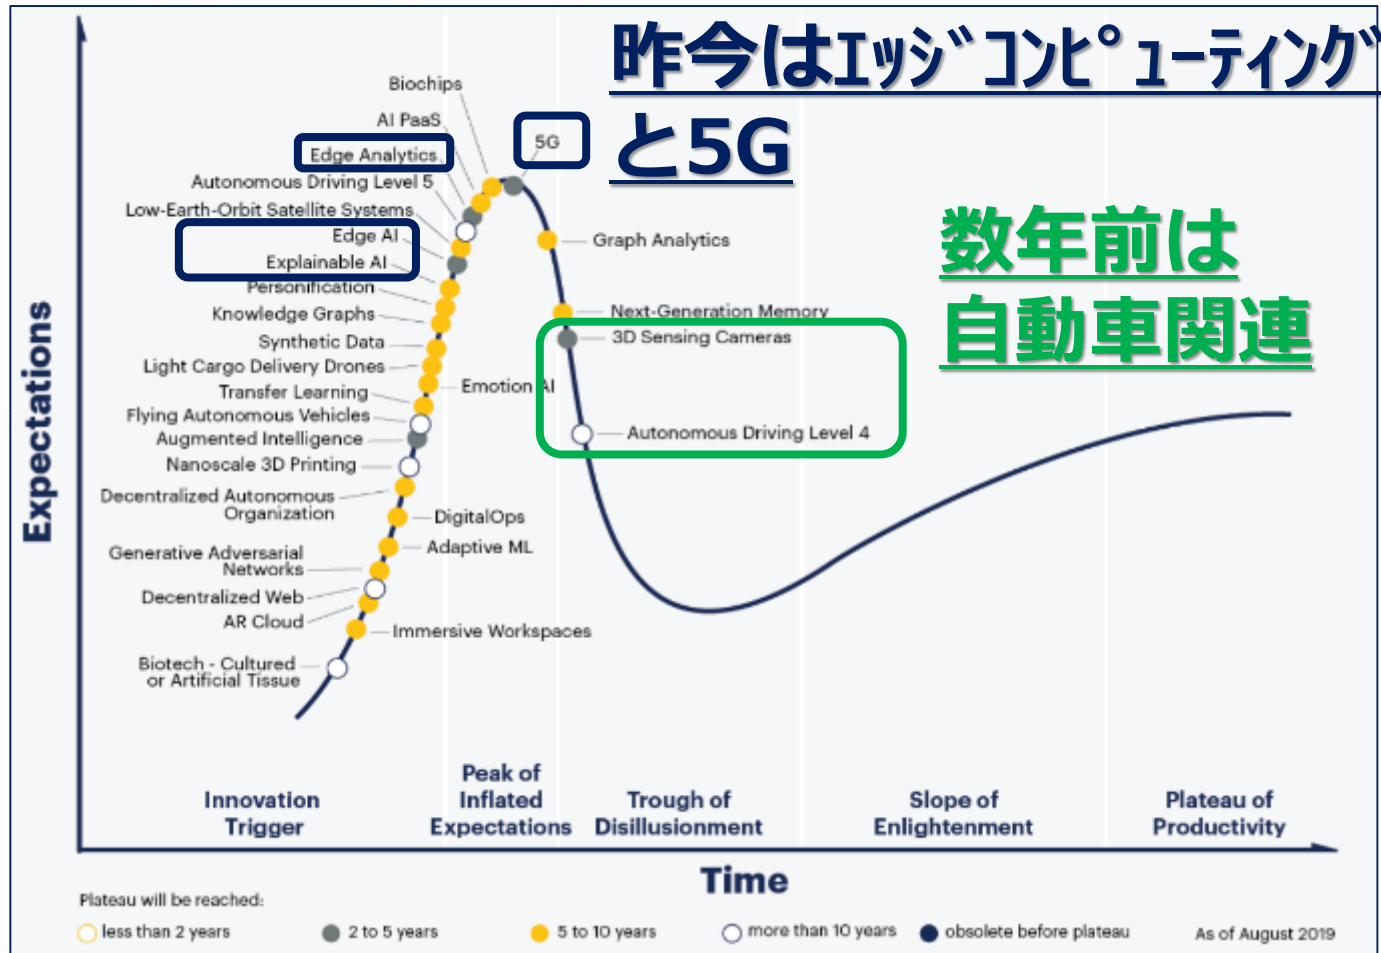 昨今はｴｯｼﾞｺﾝﾋﾟｭｰﾃｨﾝｸﾞ
と5G
数年前は
自動車関連
Expectations
Biochips
AI PaaS
Edge Analytics
5G
Autonomous Driving Level 5
Low-Earth-Orbit Satellite Systems
Edge AI
Explainable AI
Personification
Knowledge Graphs
Synthetic Data
Light Cargo Delivery Drones
Transfer Learning
Flying Autonomous Vehicles
Augmented Intelligence
Nanoscale 3D Printing
Decentralized Autonomous
Organization
Generative Adversarial
Networks
Decentralized Web
AR Cloud
Biotech - Cultured
or Artificial Tissue
Graph Analytics
Next-Generation Memory
3D Sensing Cameras
Emotion AI
Autonomous Driving Level 4
DigitalOps
Adaptive ML
Immersive Workspaces
Innovation
Trigger
Peak of
Inflated
Expectations
Trough of
Disillusionment
Slope of
Enlightenment
Plateau of
Productivity
Time
Plateau will be reached:
less than 2 years
2 to 5 years
5 to 10 years
more than 10 years
obsolete before plateau
As of August 2019